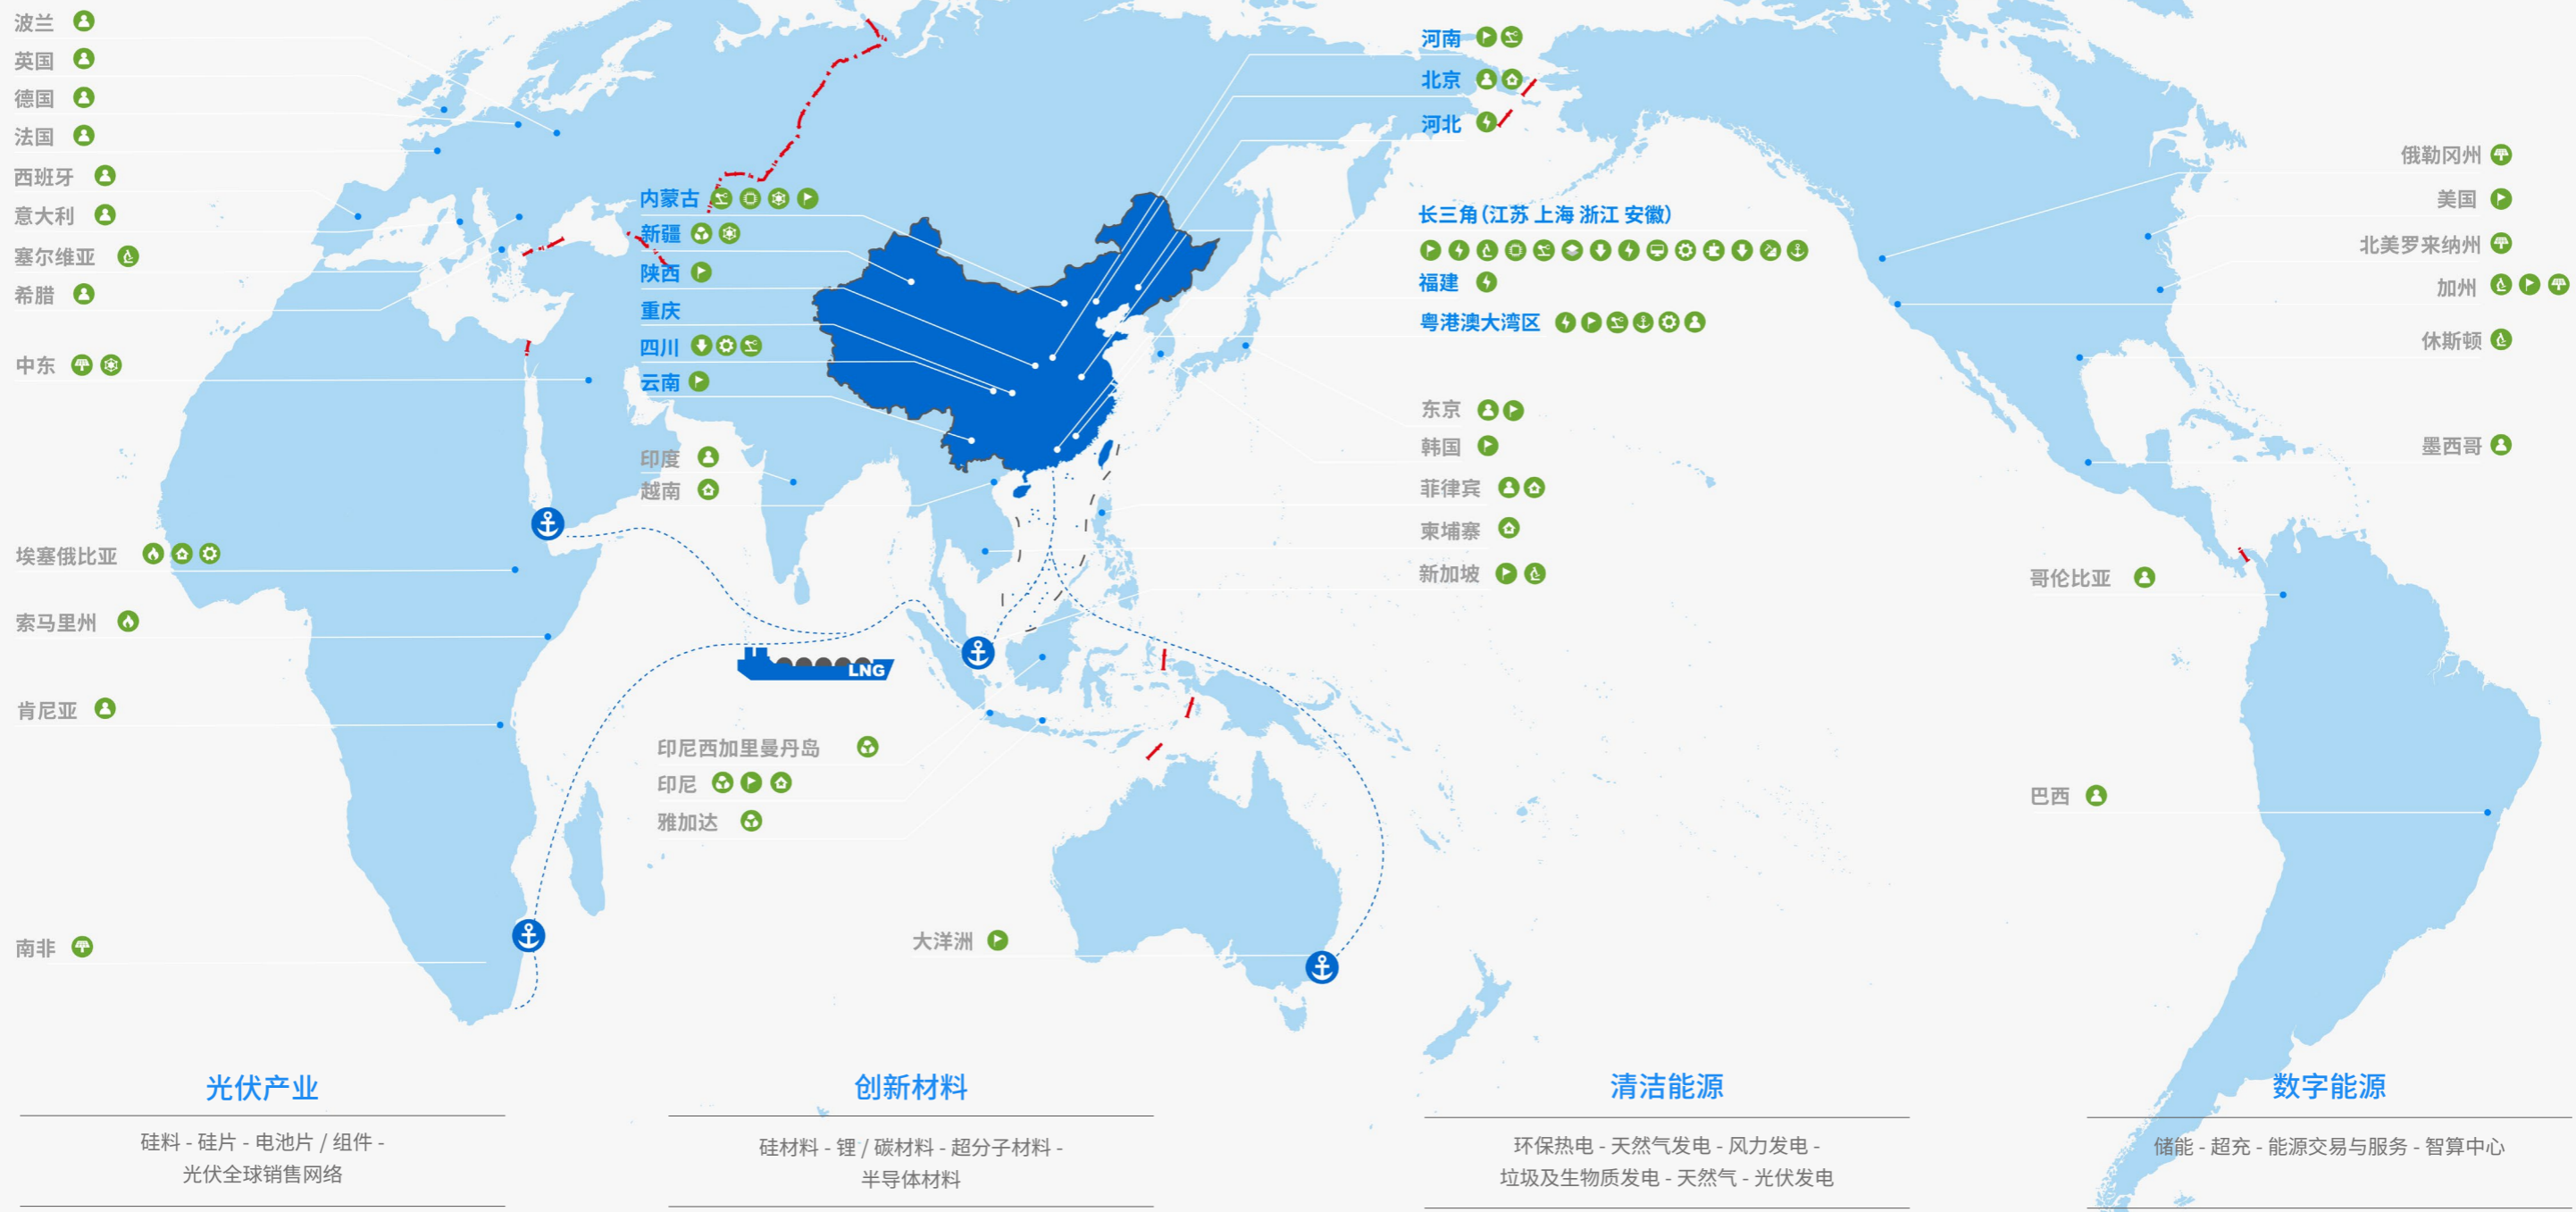 波兰
英国
德国
法国
西班牙
意大利
塞尔维亚
希腊
中东
埃塞俄比亚
索马里州
肯尼亚
南非
内蒙古
新疆
陕西
重庆
四川
云南
印度
越南
LNG
印尼西加里曼丹岛
印尼
雅加达
大洋洲
河南
北京
河北
长三角(江苏 上海 浙江 安徽)
福建
粤港澳大湾区
东京
韩国
菲律宾
柬埔寨
新加坡
俄勒冈州
美国
北美罗来纳州
加州
休斯顿
墨西哥
哥伦比亚
巴西
光伏产业
硅料 - 硅片 - 电池片 / 组件 -
光伏全球销售网络
创新材料
硅材料 - 锂 / 碳材料 - 超分子材料 -
半导体材料
清洁能源
环保热电 - 天然气发电 - 风力发电 -
垃圾及生物质发电 - 天然气 - 光伏发电
数字能源
储能 - 超充 - 能源交易与服务 - 智算中心